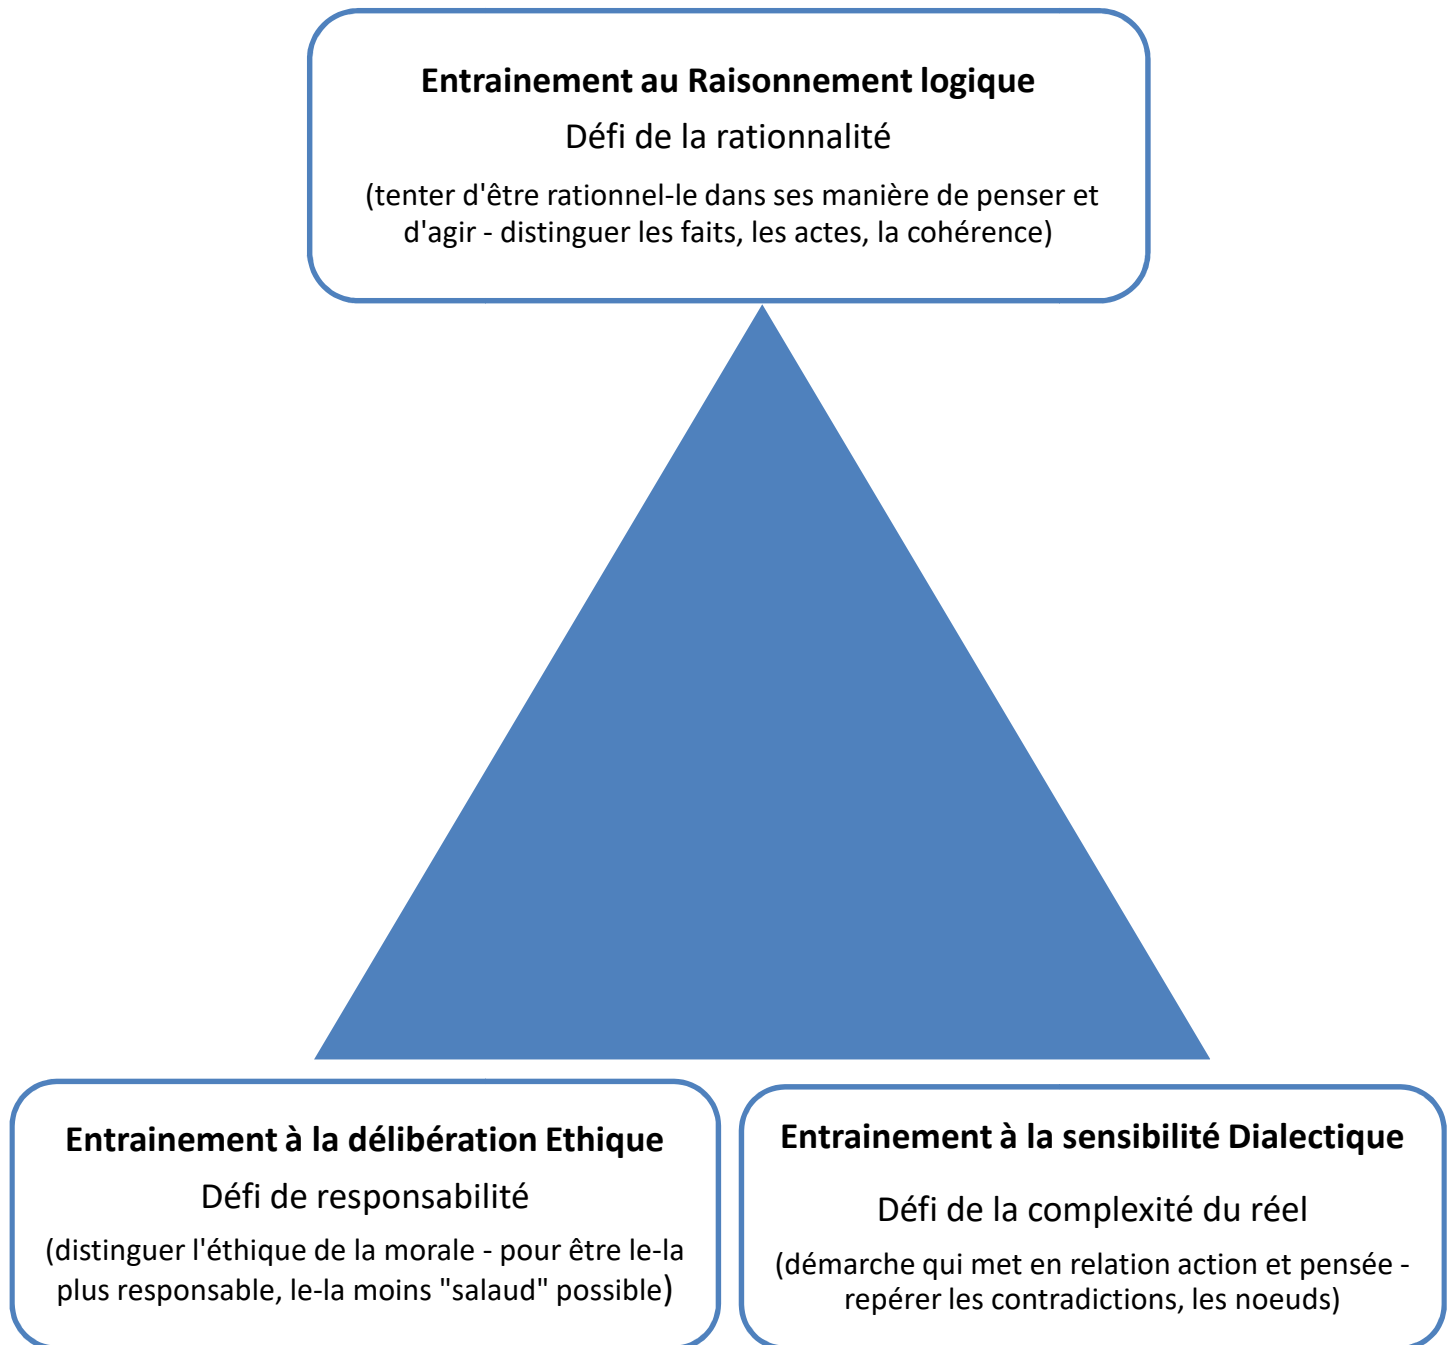 Entrainement au Raisonnement logique
Défi de la rationnalité
(tenter d'être rationnel-le dans ses manière de penser et
d'agir - distinguer les faits, les actes, la cohérence)
Entrainement à la délibération Ethique
Défi de responsabilité
(distinguer l'éthique de la morale - pour être le-la
plus responsable, le-la moins "salaud" possible)
Entrainement à la sensibilité Dialectique
Défi de la complexité du réel
(démarche qui met en relation action et pensée -
repérer les contradictions, les noeuds)